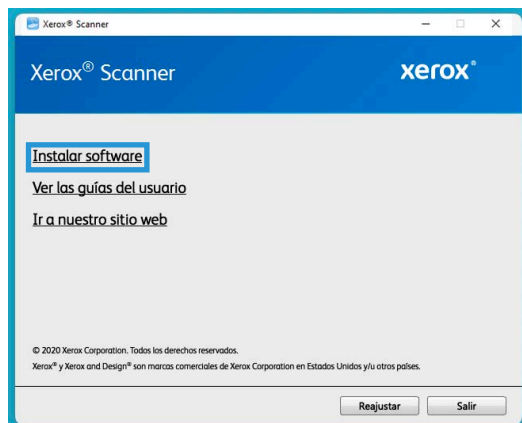 Xerox® Scanner
Xerox® Scanner
xerox®
Instalar software
Ver las guías del usuario
Ir a nuestro sitio web
© 2020 Xerox Corporation. Todos los derechos reservados.
Xerox® y Xerox and Design® son marcas comerciales de Xerox Corporation en Estados Unidos y/u otros países.
Reajustar
Salir